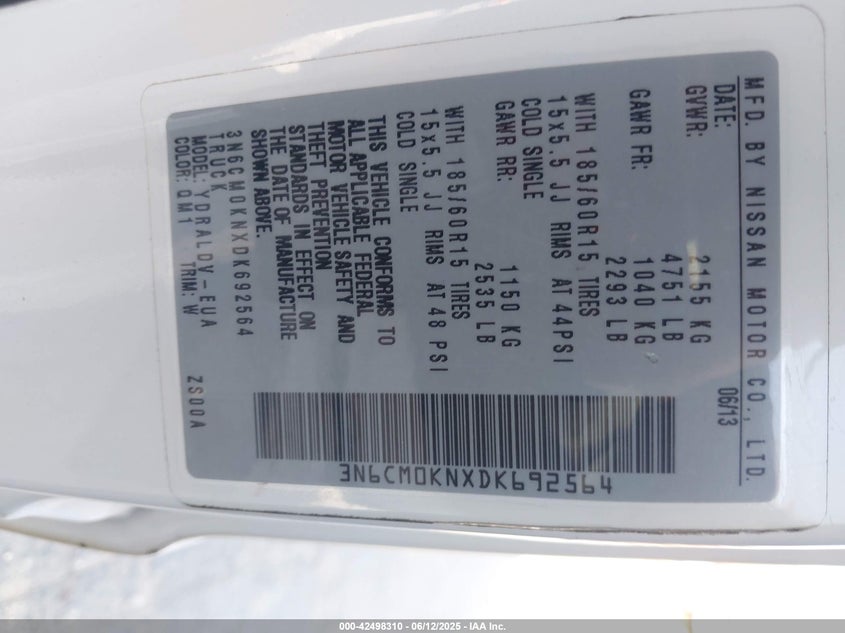 MFD. BY NISSAN MOTOR CO., LTD.
DATE: 06/13
GVWR: 2155 KG
4751 LB
GAWR FR: 1040 KG
2293 LB
WITH 185/60R15 TIRES
15x5.5 JJ RIMS AT 44PSI
COLD SINGLE
GAWR RR: 1150 KG
2535 LB
WITH 185/60R15 TIRES
15x5.5 JJ RIMS AT 48 PSI
COLD SINGLE
THIS VEHICLE CONFORMS TO
ALL APPLICABLE FEDERAL
MOTOR VEHICLE SAFETY AND
THEFT PREVENTION
STANDARDS IN EFFECT ON
THE DATE OF MANUFACTURE
SHOWN ABOVE.
3N6CM0KNXDK692564
TRUCK
MODEL: YDRALDV-EUA ZS00A
COLOR: QM1 TRIM: W
3N6CM0KNXDK692564
000-42498310 - 06/12/2025 - IAA Inc.